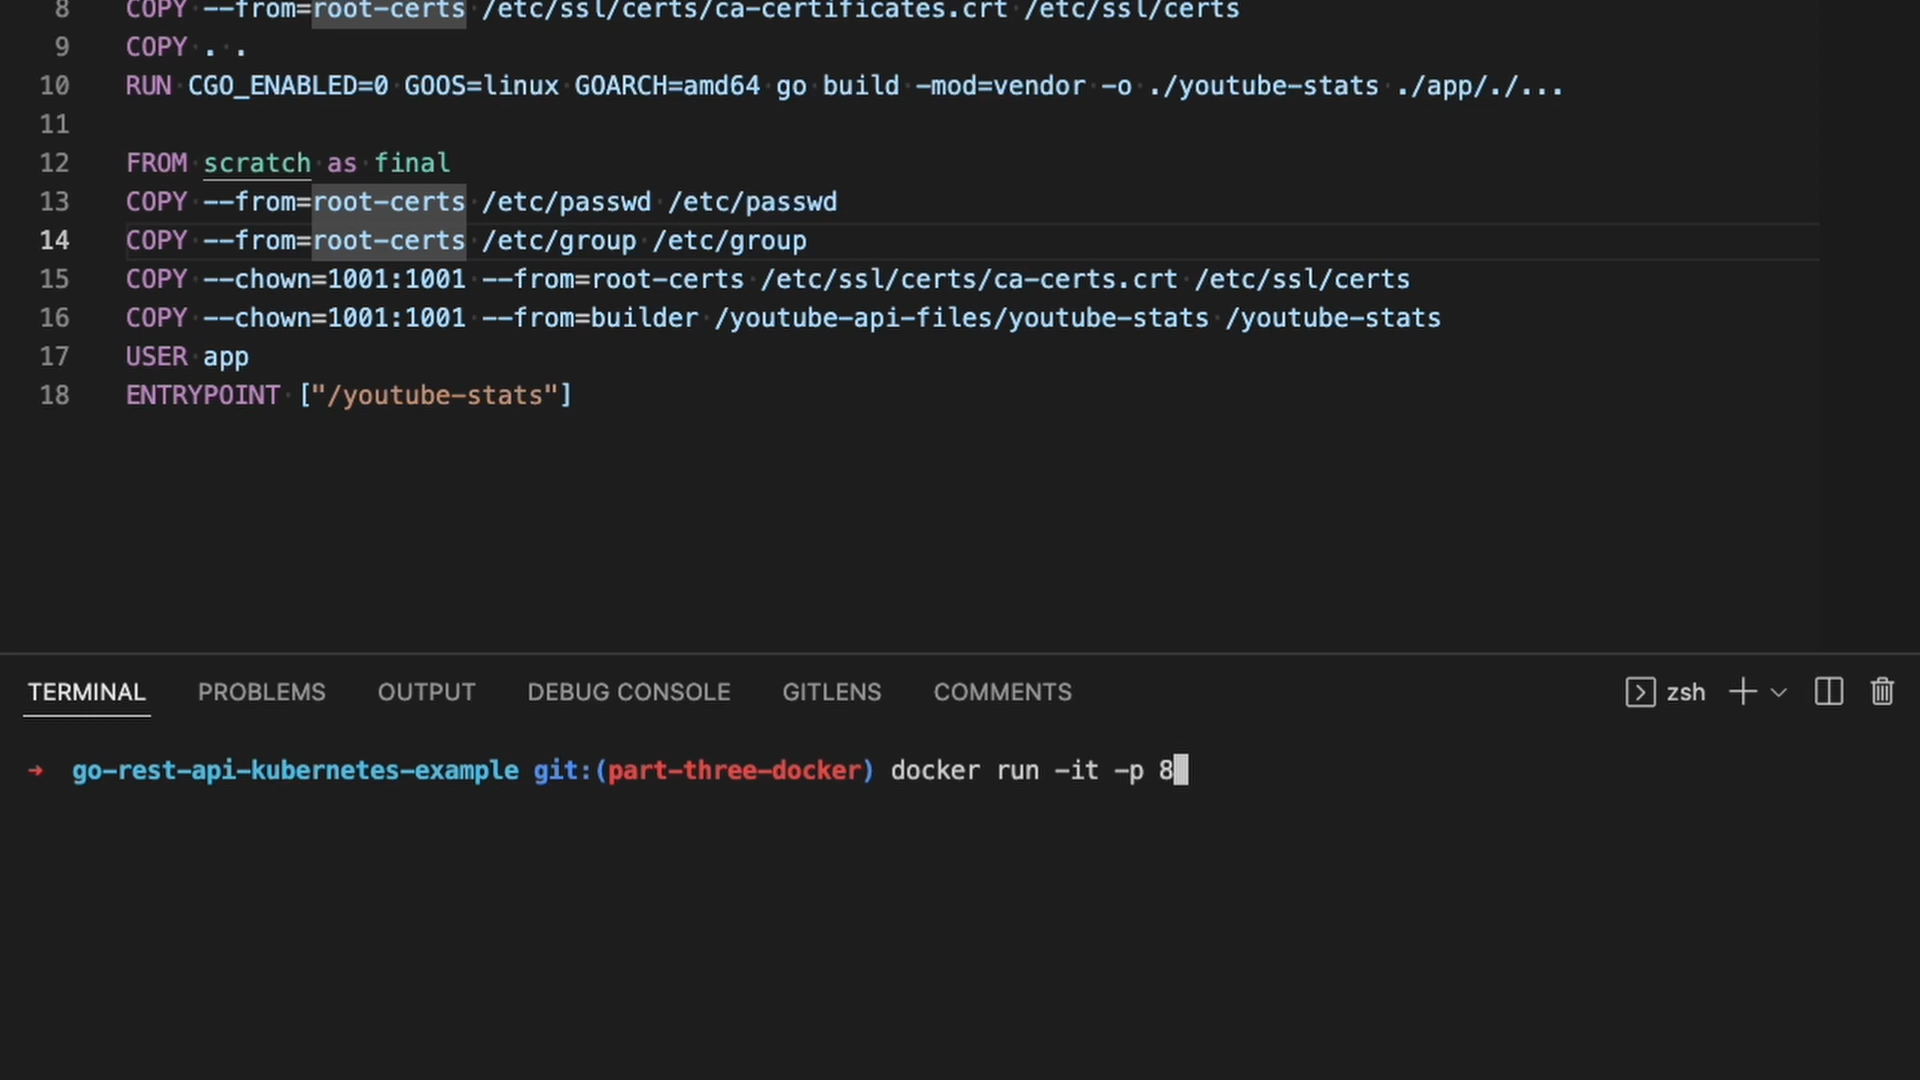 8 COPY --from=root-certs /etc/ssl/certs/ca-certificates.crt /etc/ssl/certs
9 COPY . .
10 RUN CGO_ENABLED=0 GOOS=linux GOARCH=amd64 go build -mod=vendor -o ./youtube-stats ./app/./...
11
12 FROM scratch as final
13 COPY --from=root-certs /etc/passwd /etc/passwd
14 COPY --from=root-certs /etc/group /etc/group
15 COPY --chown=1001:1001 --from=root-certs /etc/ssl/certs/ca-certs.crt /etc/ssl/certs
16 COPY --chown=1001:1001 --from=builder /youtube-api-files/youtube-stats /youtube-stats
17 USER app
18 ENTRYPOINT ["/youtube-stats"]
TERMINAL PROBLEMS OUTPUT DEBUG CONSOLE GITLENS COMMENTS zsh
→ go-rest-api-kubernetes-example git:(part-three-docker) docker run -it -p 8